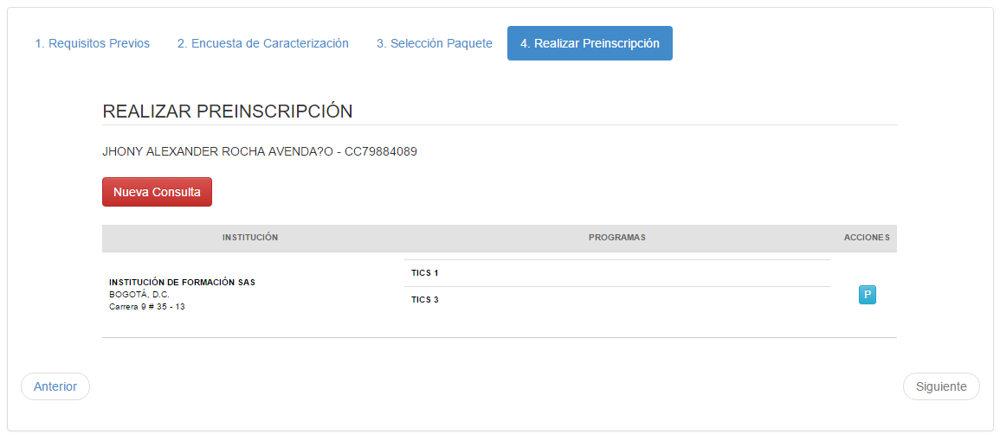 1. Requisitos Previos 2. Encuesta de Caracterización 3. Selección Paquete 4. Realizar Preinscripción
REALIZAR PREINSCRIPCIÓN
JHONY ALEXANDER ROCHA AVENDA?O - CC79884089
Nueva Consulta
INSTITUCIÓN PROGRAMAS ACCIONES
TICS 1
INSTITUCIÓN DE FORMACIÓN SAS
BOGOTÁ, D.C.
Carrera 9 # 35 - 13
TICS 3
P
Anterior Siguiente